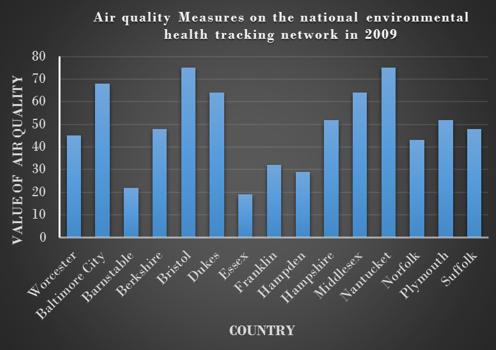 Air quality Measures on the national environmental
health tracking network in 2009
VALUE OF AIR QUALITY
80
70
60
50
40
30
20
10
0
Worcester
Baltimore City
Barnstable
Berkshire
Bristol
Dukes
Essex
Franklin
Hampden
Hampshire
Middlesex
Nantucket
Norfolk
Plymouth
Suffolk
COUNTRY